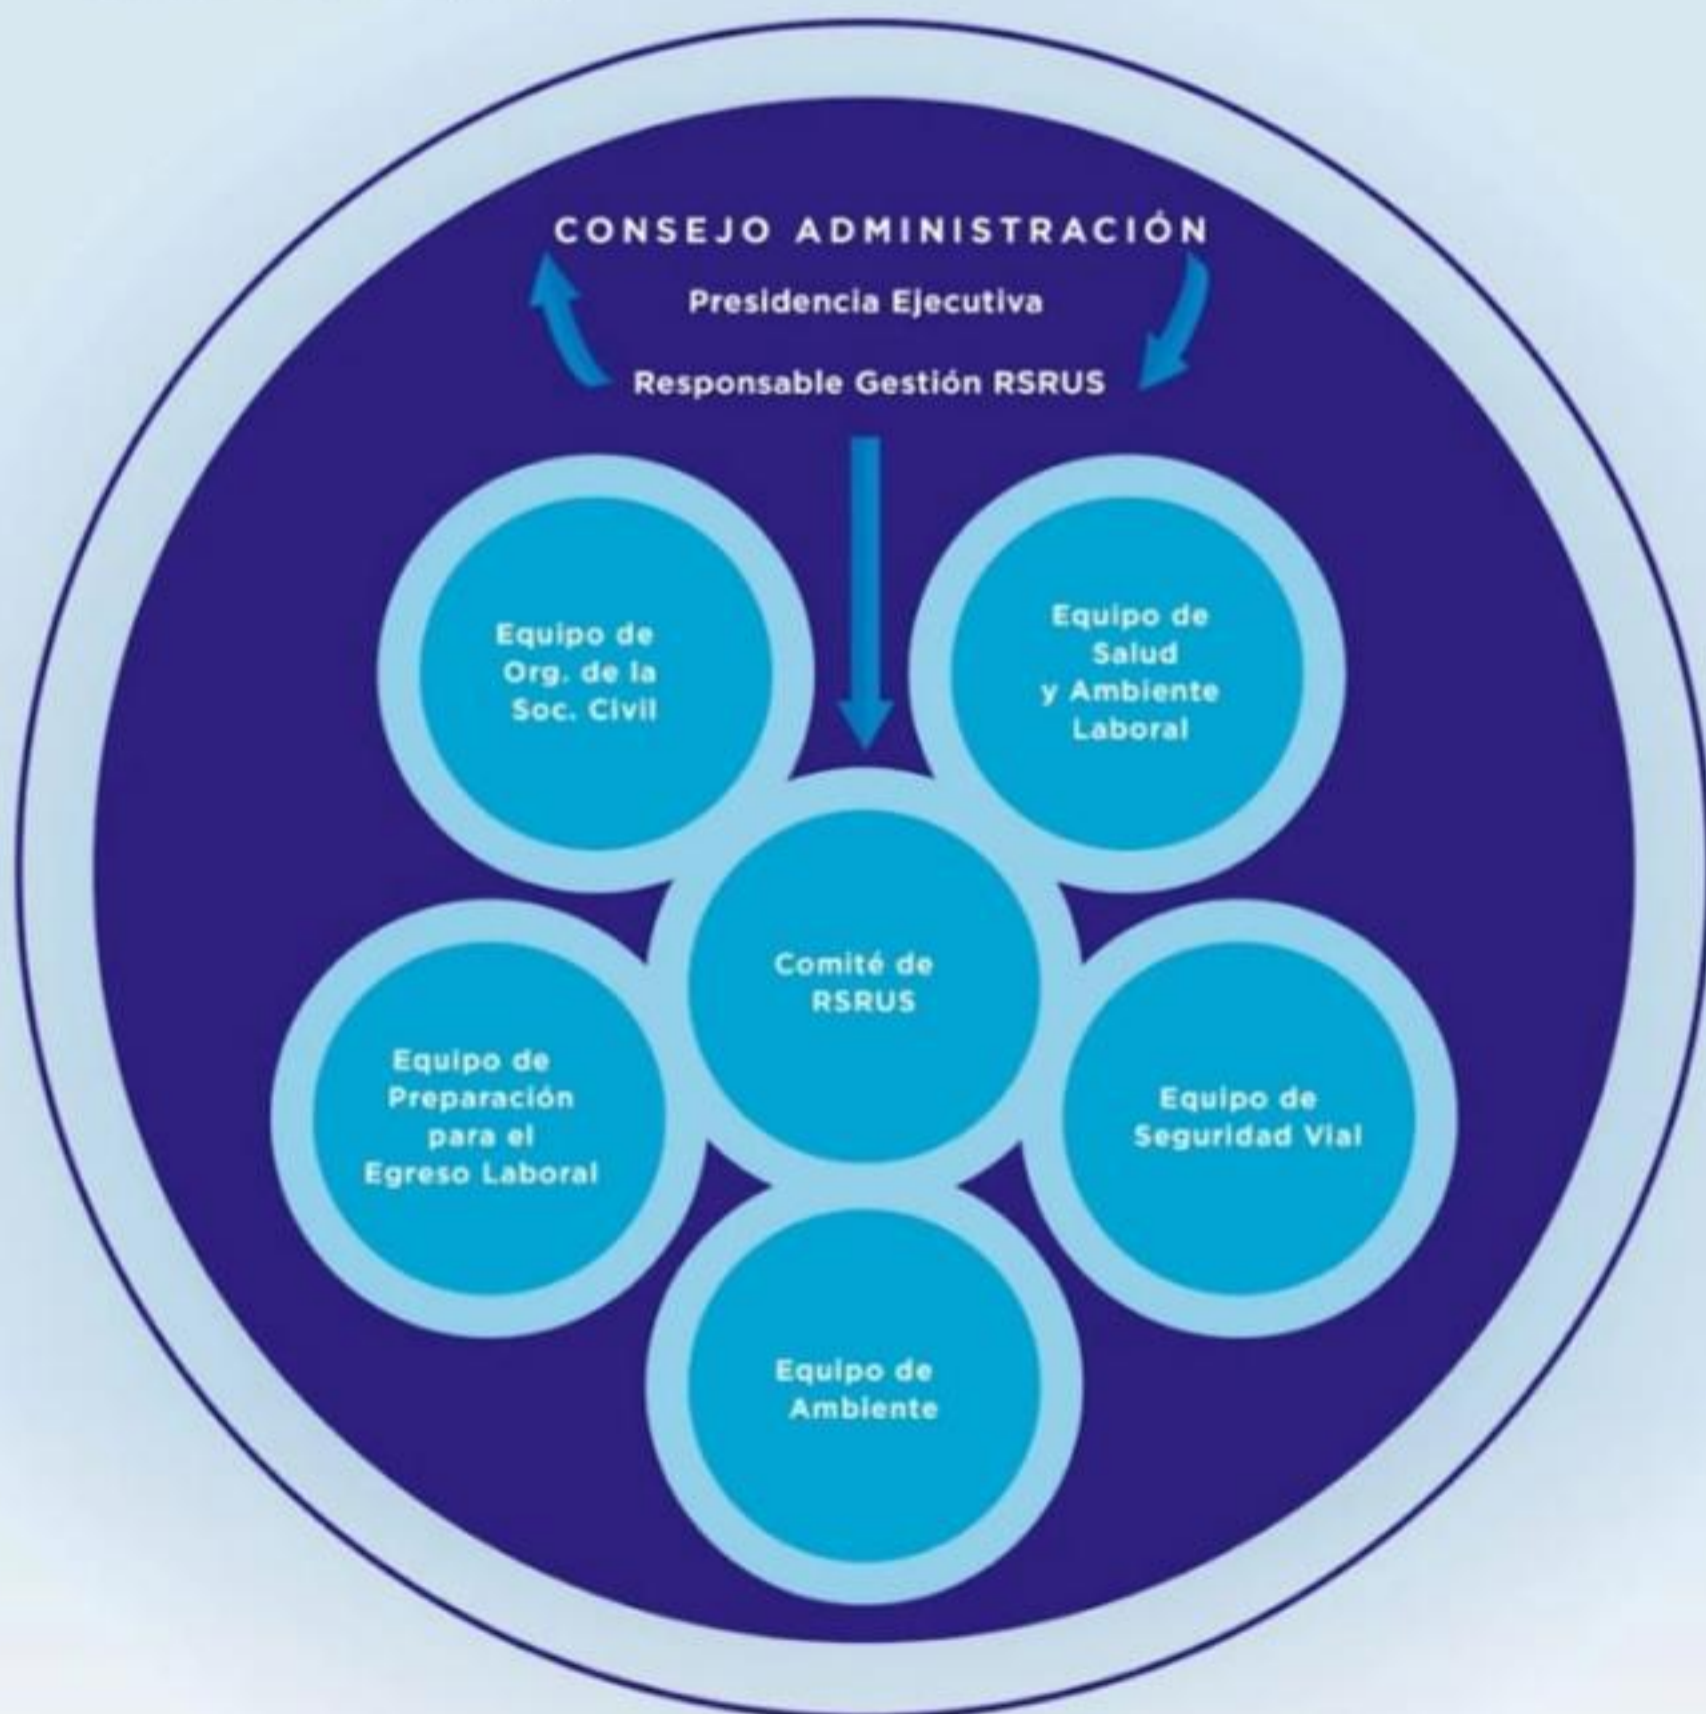 CONSEJO ADMINISTRACIÓN
Presidencia Ejecutiva
Responsable Gestión RSRUS
Equipo de
Org. de la
Soc. Civil
Equipo de
Salud
y Ambiente
Laboral
Comité de
RSRUS
Equipo de
Preparación
para el
Egreso Laboral
Equipo de
Seguridad Vial
Equipo de
Ambiente